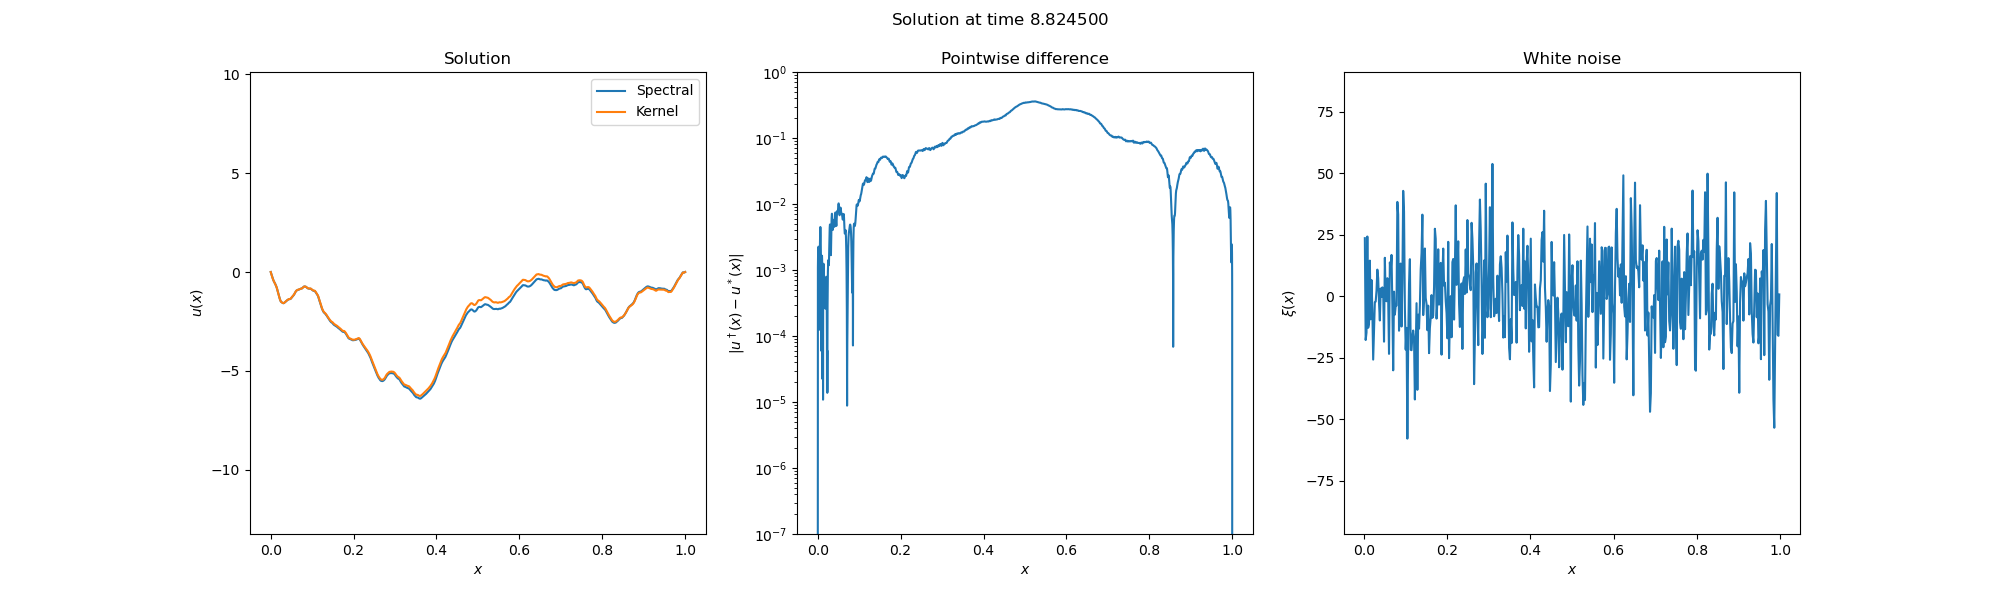 Solution at time 8.824500
Solution
10
5
0
−5
−10
u(x)
0.0 0.2 0.4 0.6 0.8 1.0
x
Spectral
Kernel
Pointwise difference
10⁰
10⁻¹
10⁻²
10⁻³
10⁻⁴
10⁻⁵
10⁻⁶
10⁻⁷
|u†(x) − u*(x)|
0.0 0.2 0.4 0.6 0.8 1.0
x
White noise
75
50
25
0
−25
−50
−75
ξ(x)
0.0 0.2 0.4 0.6 0.8 1.0
x